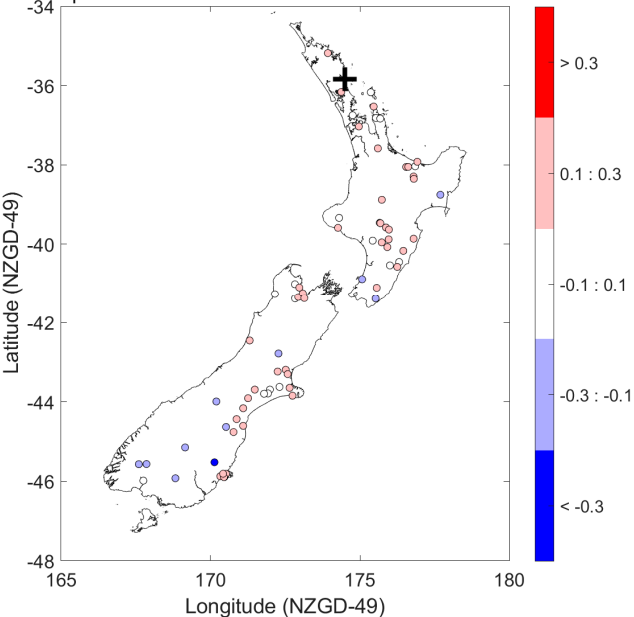 -34
-36
-38
-40
-42
-44
-46
-48
165
170
175
180
Latitude (NZGD-49)
Longitude (NZGD-49)
> 0.3
0.1 : 0.3
-0.1 : 0.1
-0.3 : -0.1
< -0.3